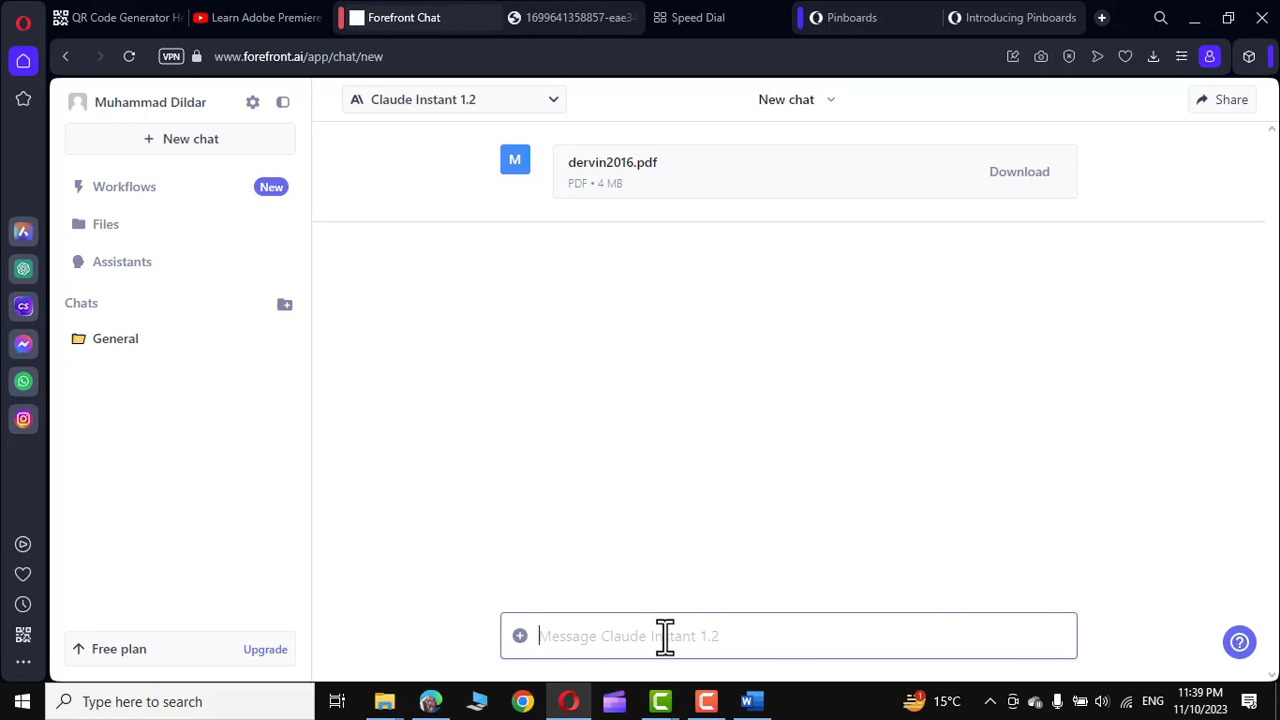 QR Code Generator H
Learn Adobe Premiere
Forefront Chat
1699641358857-eae34
Speed Dial
Pinboards
Introducing Pinboards
VPN
www.forefront.ai/app/chat/new
Muhammad Dildar
Claude Instant 1.2
New chat
Share
+ New chat
M
dervin2016.pdf
PDF • 4 MB
Download
Workflows
New
Files
Assistants
CS
Chats
General
Message Claude Instant 1.2
Free plan
Upgrade
Type here to search
1
15°C
ENG
11:39 PM
11/10/2023